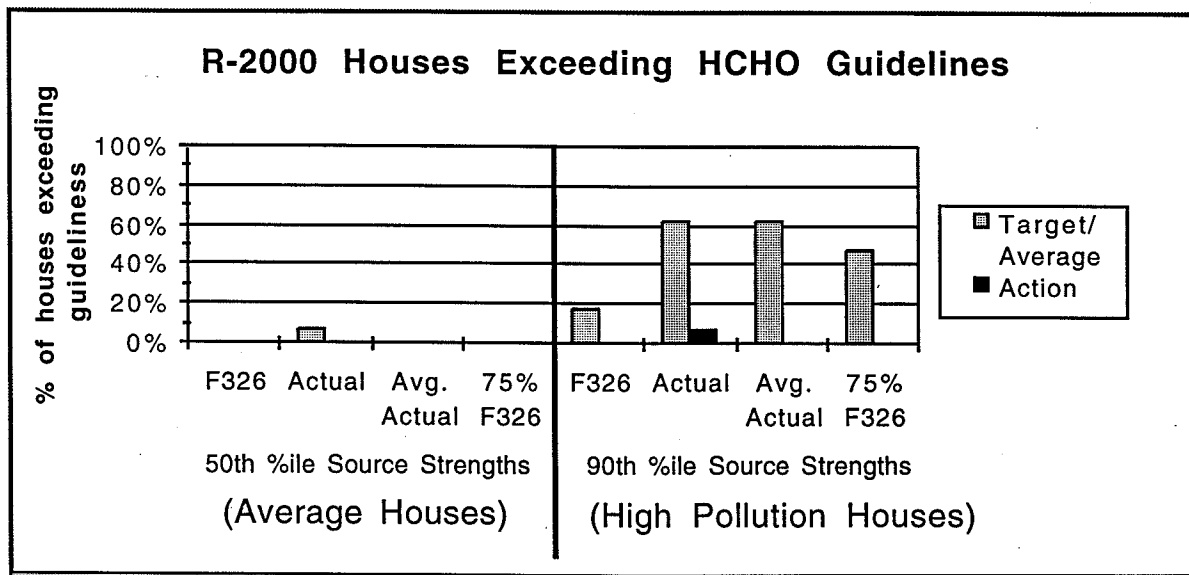 R-2000 Houses Exceeding HCHO Guidelines
% of houses exceeding
guideliness
100%
80%
60%
40%
20%
0%
F326 Actual Avg. 75% F326 Actual Avg. 75%
Actual F326 Actual F326
50th %ile Source Strengths 90th %ile Source Strengths
(Average Houses) (High Pollution Houses)
Target/
Average
Action